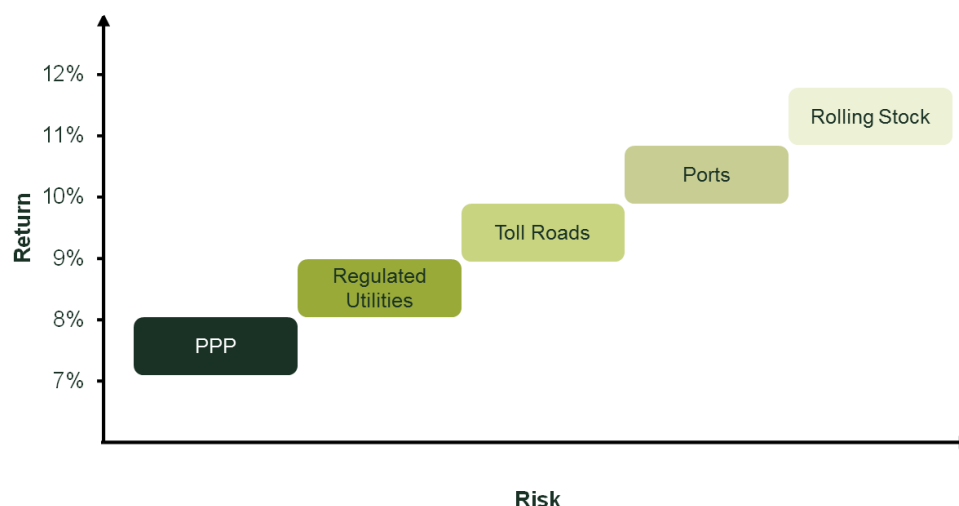 12%
11%
10%
9%
8%
7%
Return
Rolling Stock
Ports
Toll Roads
Regulated
Utilities
PPP
Risk